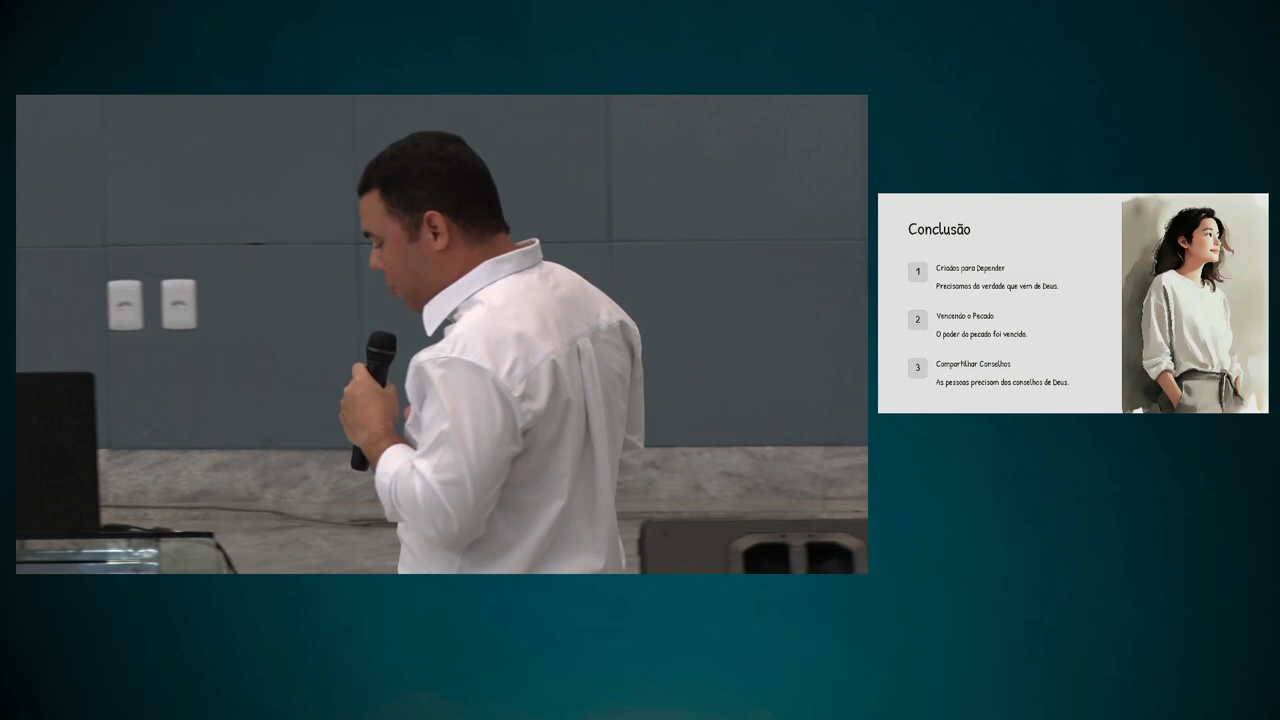 Conclusão
1
Criados para Depender
Precisamos da verdade que vem de Deus.
2
Vencendo o Pecado
O poder do pecado foi vencido.
3
Compartilhar Conselhos
As pessoas precisam dos conselhos de Deus.